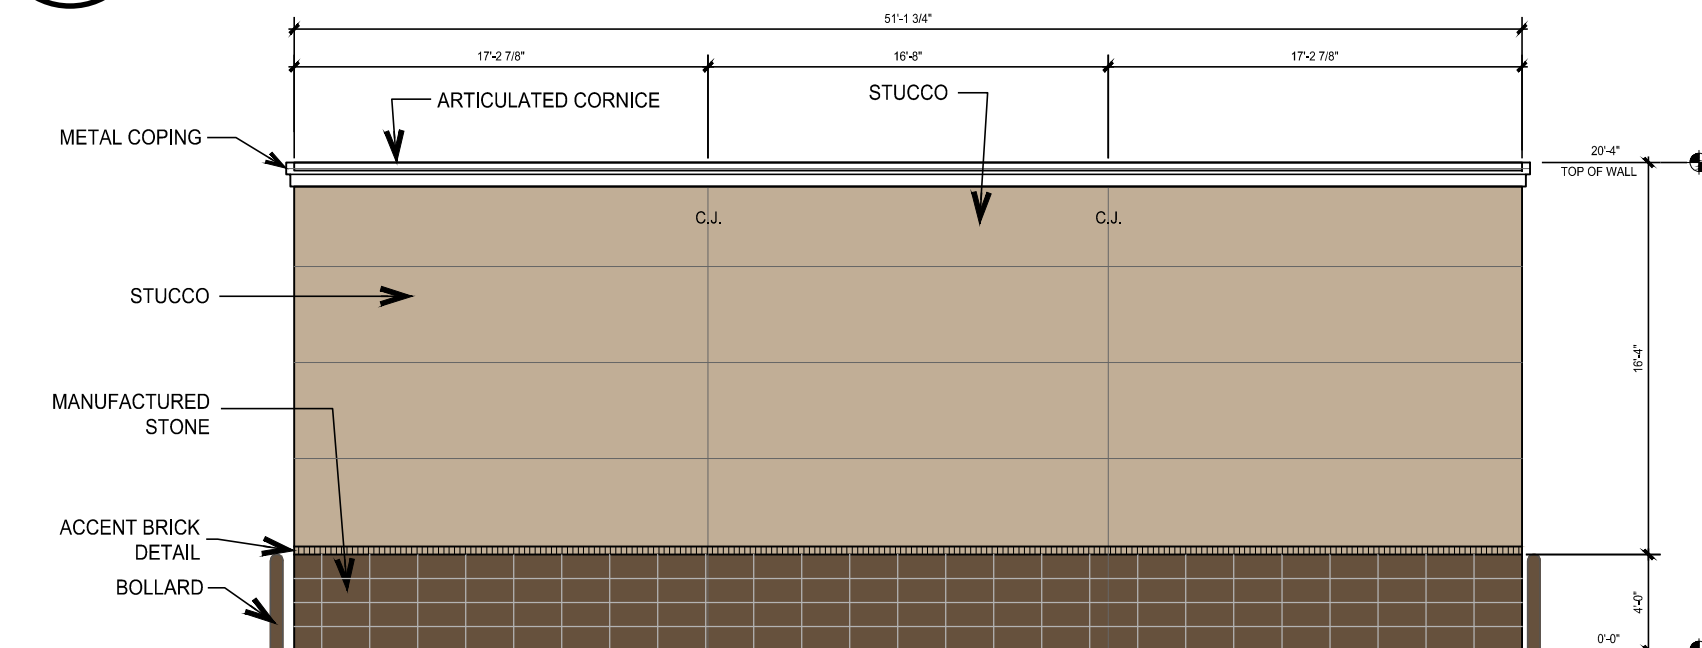 51'-1 3/4"
17'-2 7/8"
16'-8"
17'-2 7/8"
ARTICULATED CORNICE
STUCCO
METAL COPING
20'-4"
TOP OF WALL
C.J.
C.J.
STUCCO
16'-4"
MANUFACTURED
STONE
ACCENT BRICK
DETAIL
BOLLARD
4'-0"
0'-0"